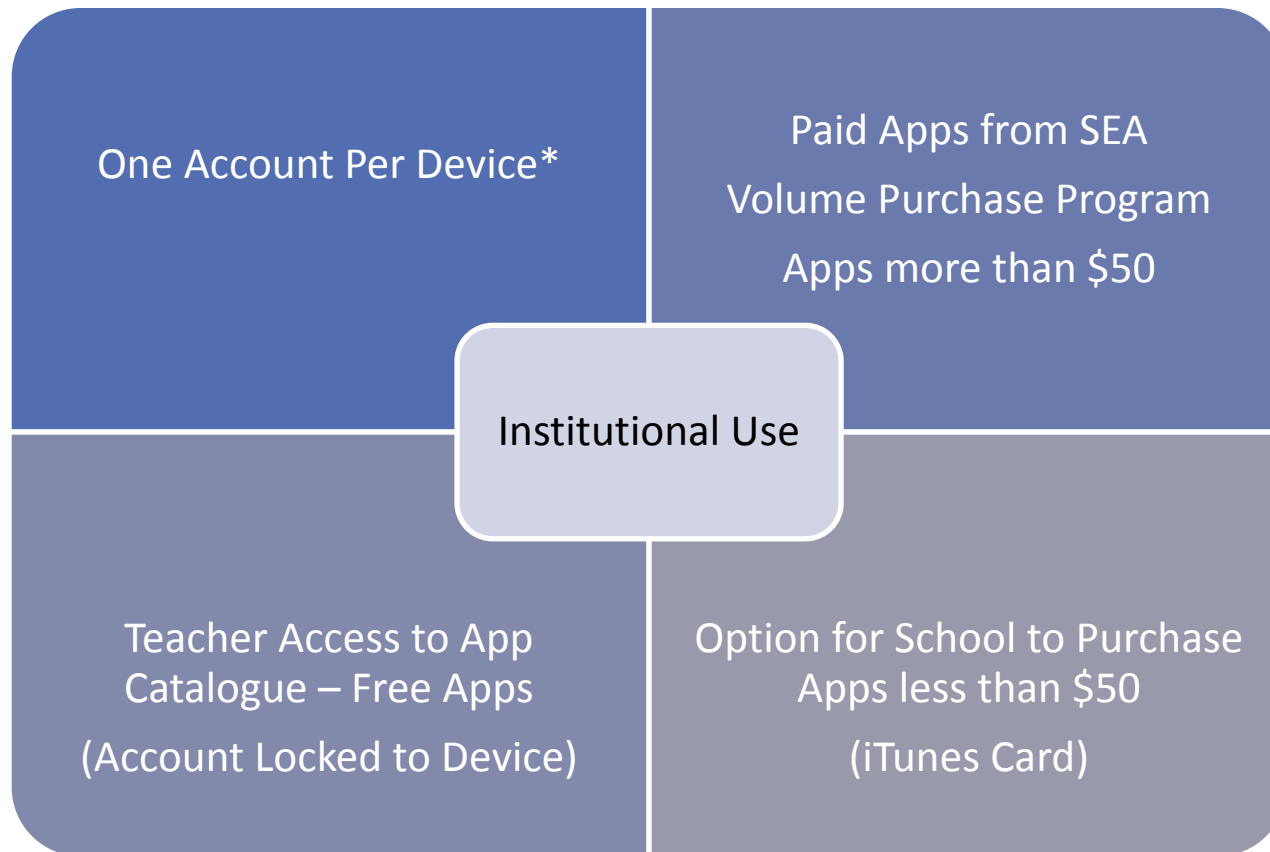 One Account Per Device*
Paid Apps from SEA
Volume Purchase Program
Apps more than $50
Institutional Use
Teacher Access to App
Catalogue – Free Apps
(Account Locked to Device)
Option for School to Purchase
Apps less than $50
(iTunes Card)